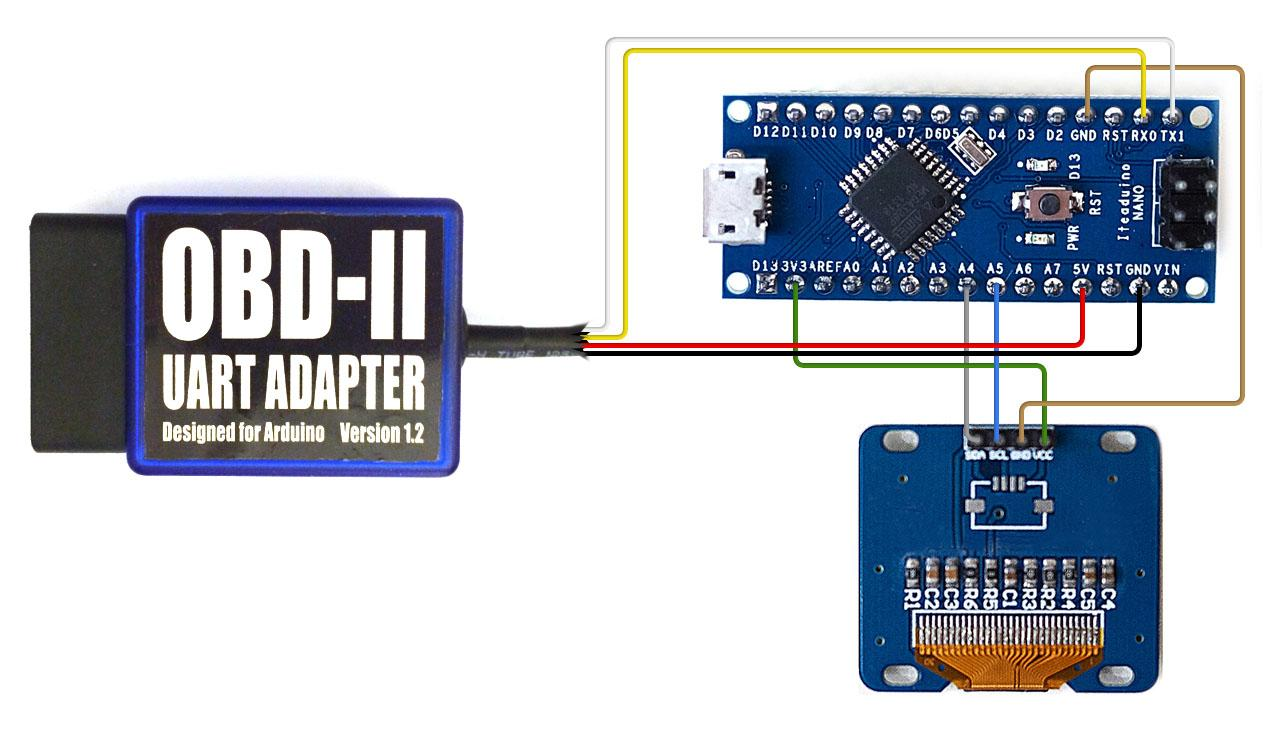 OBD-II
UART ADAPTER
Designed for Arduino Version 1.2
D12 D11 D10 D9 D8 D7 D6 D5 D4 D3 D2 GND RST RX0 TX1
D13
RST
PWR
Iteaduino
NANO
D13 3V3 AREF A0 A1 A2 A3 A4 A5 A6 A7 5V RST GND VIN
SDA SCL GND VCC
R1 C2 C3 R6 R5 C1 R3 R2 R4 C5 C4
30 1